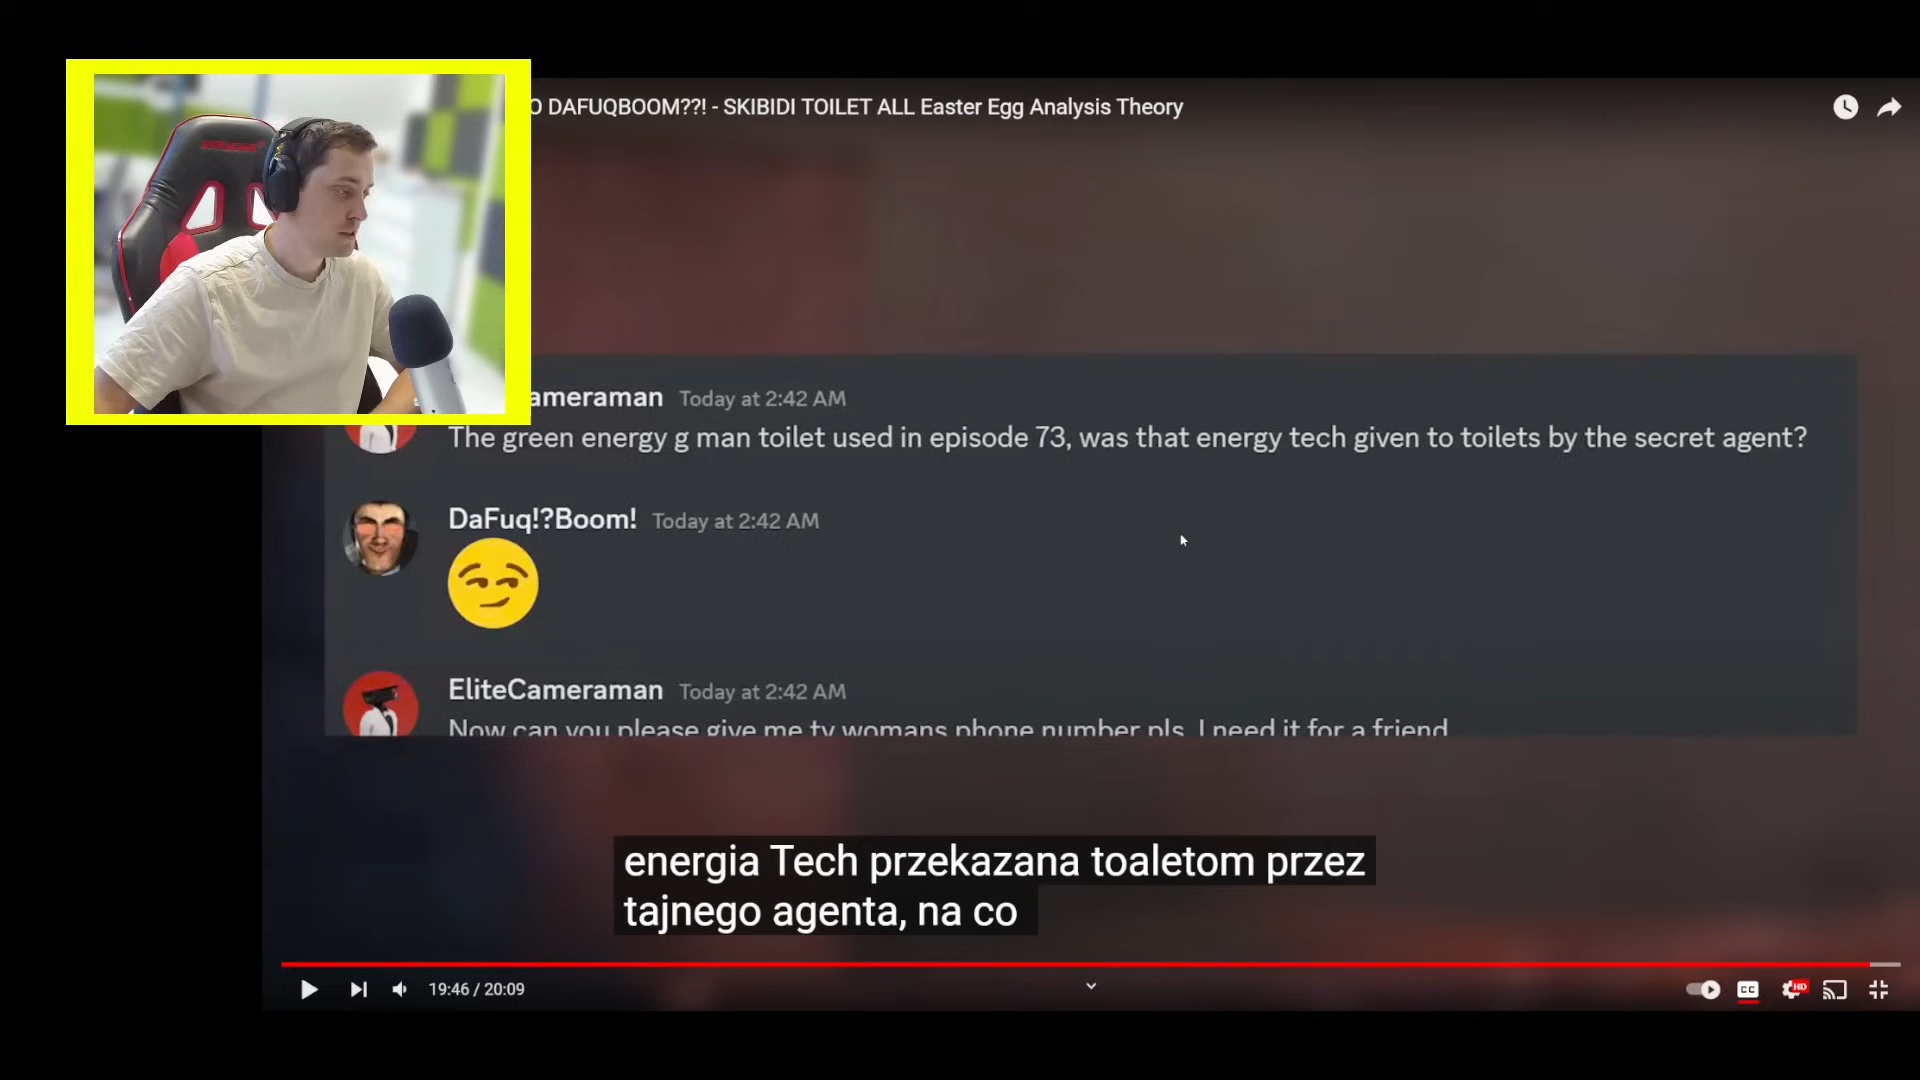 O DAFUQBOOM??! - SKIBIDI TOILET ALL Easter Egg Analysis Theory
ameraman Today at 2:42 AM
The green energy g man toilet used in episode 73, was that energy tech given to toilets by the secret agent?
DaFuq!?Boom! Today at 2:42 AM
EliteCameraman Today at 2:42 AM
Now can you please give me tv womans phone number pls. I need it for a friend
energia Tech przekazana toaletom przez
tajnego agenta, na co
19:46 / 20:09
CC
HD